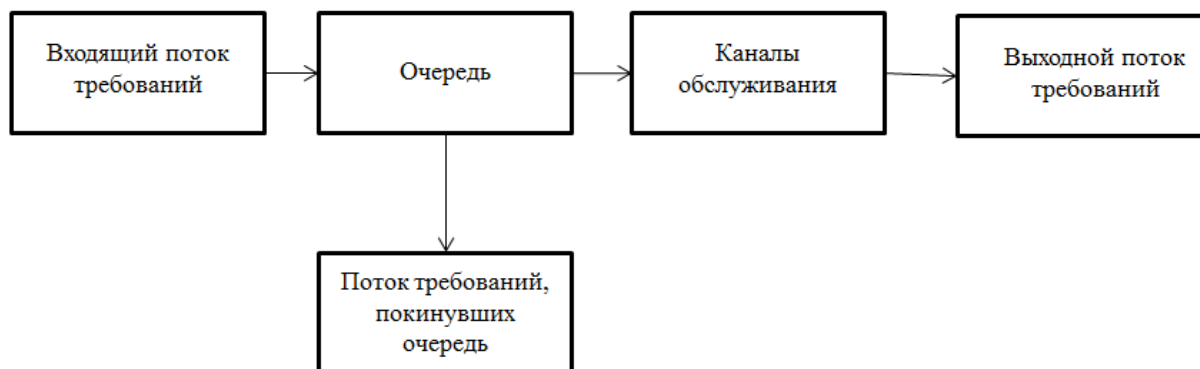 Входящий поток
требований
Очередь
Каналы
обслуживания
Выходной поток
требований
Поток требований,
покинувших
очередь